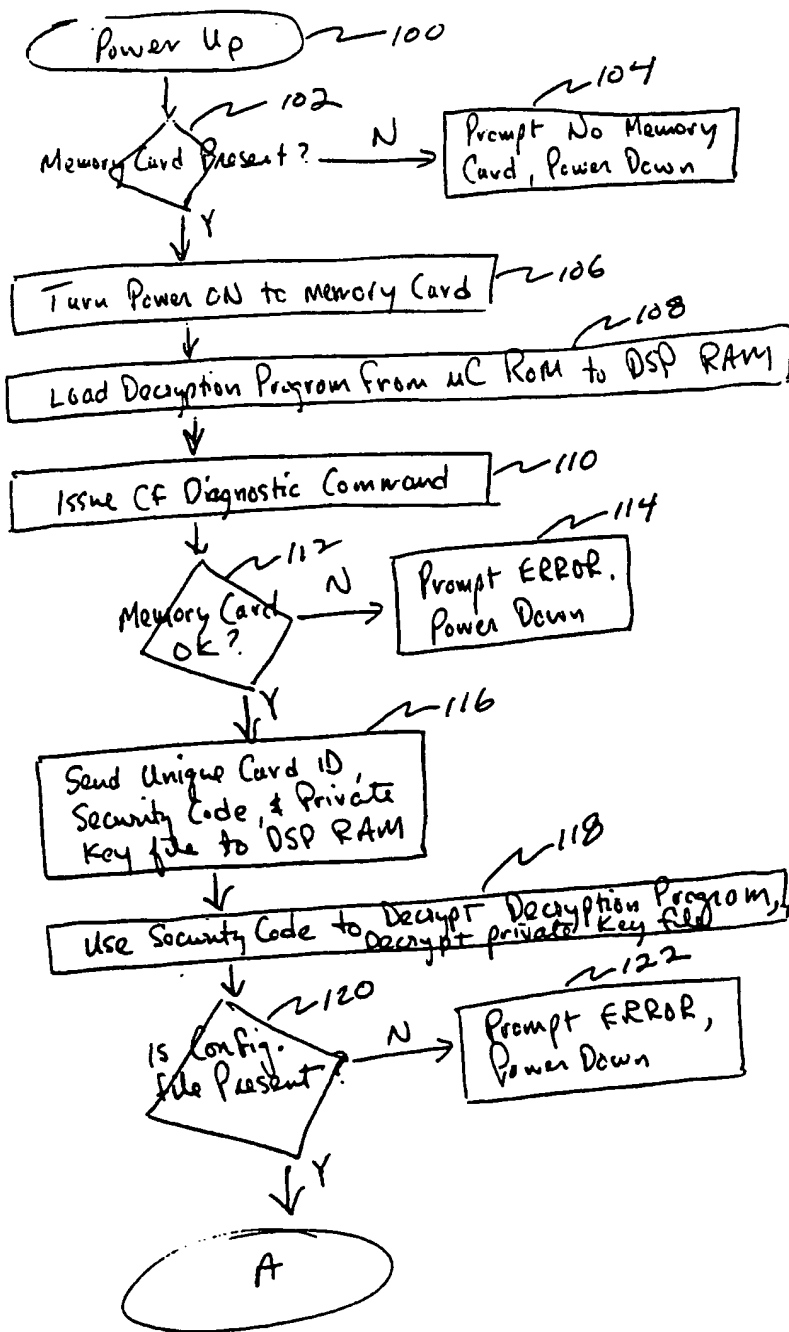 Power Up
100
102
104
Memory Card Present?
N
Prompt No Memory
Card, Power Down
Y
106
Turn Power ON to Memory Card
108
Load Decryption Program from uC ROM to DSP RAM
110
Issue CF Diagnostic Command
112
114
Memory Card
OK?
N
Prompt ERROR.
Power Down
Y
116
Send Unique Card ID,
Security Code, & Private
Key file to DSP RAM
118
Use Security Code to Decrypt Decryption Program,
Decrypt private Key file
120
122
Is Config.
file Present?
N
Prompt ERROR,
Power Down
Y
A